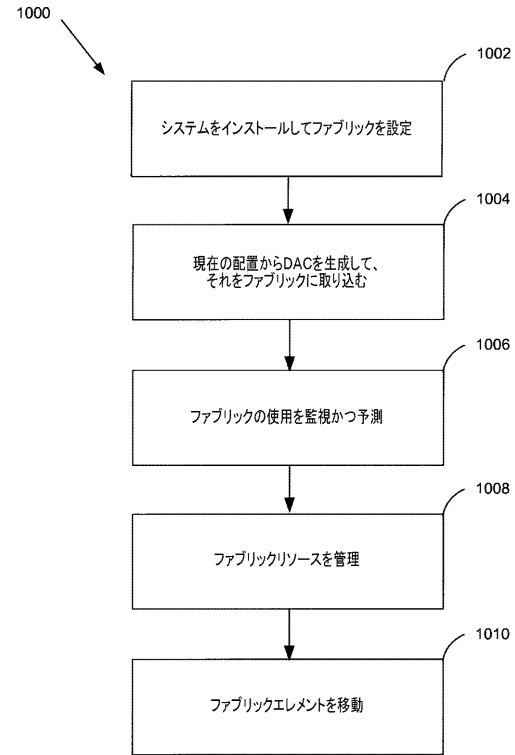 1000
1002
システムをインストールしてファブリックを設定
1004
現在の配置からDACを生成して、
それをファブリックに取り込む
1006
ファブリックの使用を監視かつ予測
1008
ファブリックリソースを管理
1010
ファブリックエレメントを移動